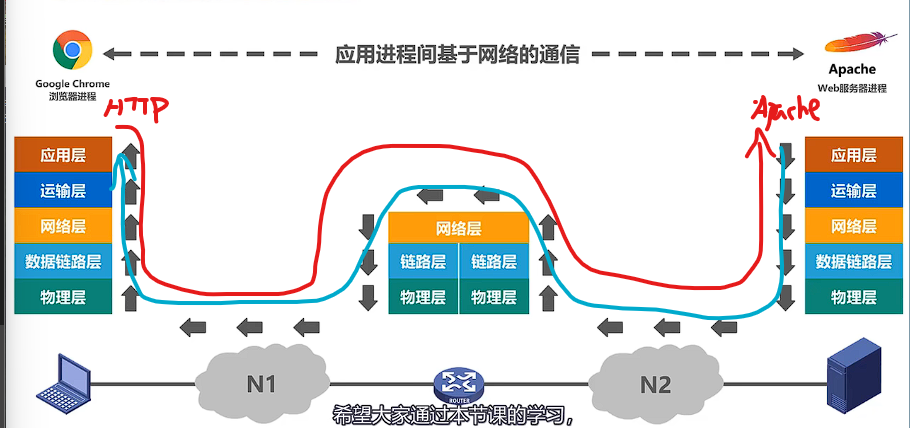 应用进程间基于网络的通信
Google Chrome
浏览器进程
Apache
Web服务器进程
HTTP
Apache
应用层
运输层
网络层
数据链路层
物理层
网络层
链路层 链路层
物理层 物理层
应用层
运输层
网络层
数据链路层
物理层
N1
ROUTER
N2
希望大家通过本节课的学习,